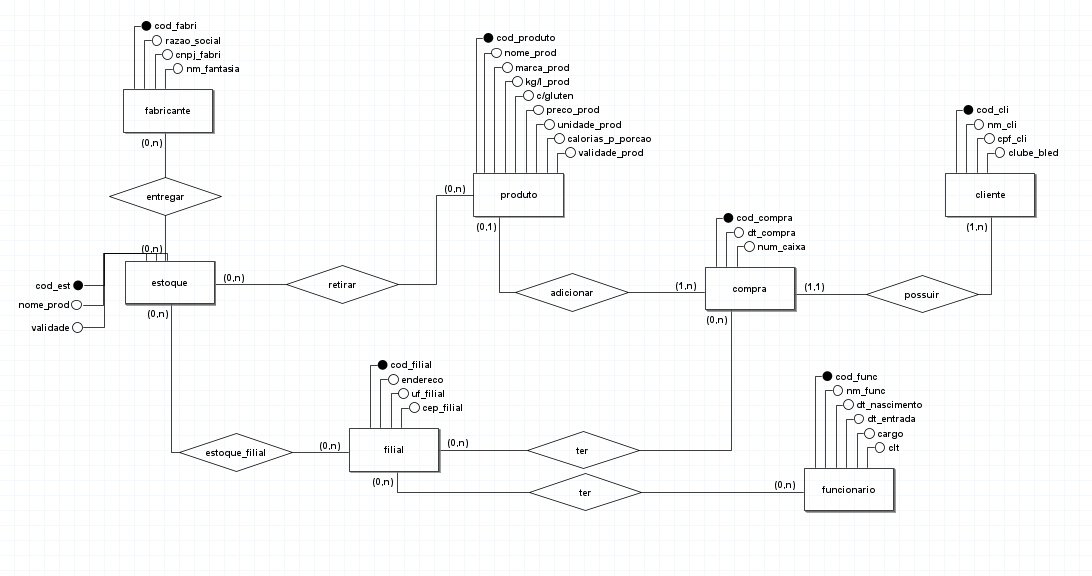 cod_fabri
razao_social
cnpj_fabri
nm_fantasia
fabricante
(0,n)
entregar
(0,n)
cod_est
nome_prod
validade
estoque
(0,n)
(0,n)
retirar
(0,n)
cod_produto
nome_prod
marca_prod
kg/l_prod
c/gluten
preco_prod
unidade_prod
calorias_p_porcao
validade_prod
produto
(0,1)
adicionar
(1,n)
cod_compra
dt_compra
num_caixa
compra
(1,1)
(0,n)
possuir
cod_cli
nm_cli
cpf_cli
clube_bled
cliente
(1,n)
estoque_filial
(0,n)
cod_filial
endereco
uf_filial
cep_filial
filial
(0,n)
ter
(0,n)
ter
(0,n)
cod_func
nm_func
dt_nascimento
dt_entrada
cargo
clt
funcionario